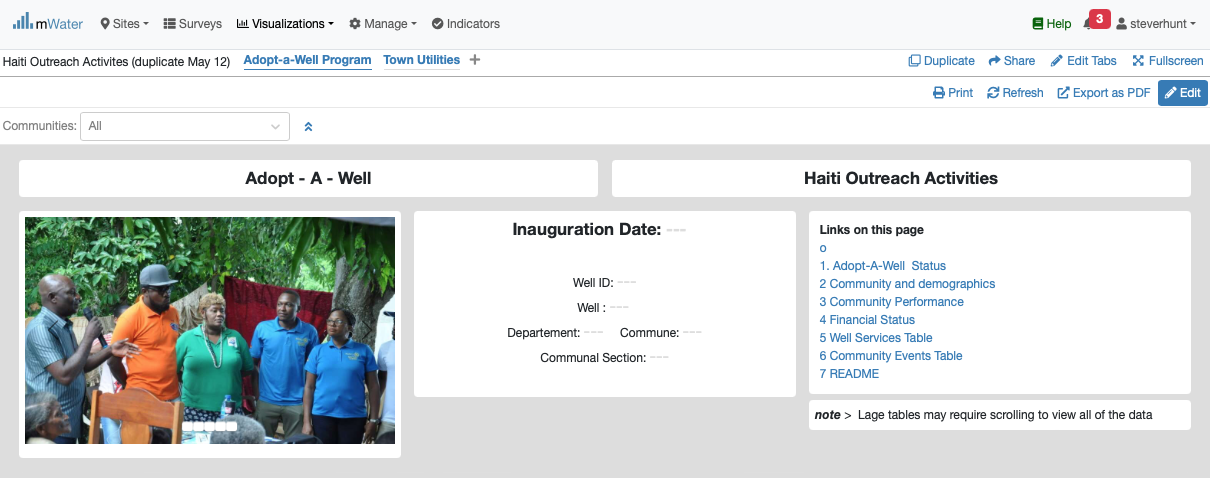 mWater Sites Surveys Visualizations Manage Indicators Help 3 steverhunt
Haiti Outreach Activites (duplicate May 12) Adopt-a-Well Program Town Utilities + Duplicate Share Edit Tabs Fullscreen
Print Refresh Export as PDF Edit
Communities: All
Adopt - A - Well
Haiti Outreach Activities
Inauguration Date: ---
Well ID: ---
Well : ---
Departement: --- Commune: ---
Communal Section: ---
Links on this page
o
1. Adopt-A-Well  Status
2 Community and demographics
3 Community Performance
4 Financial Status
5 Well Services Table
6 Community Events Table
7 README
note >  Lage tables may require scrolling to view all of the data